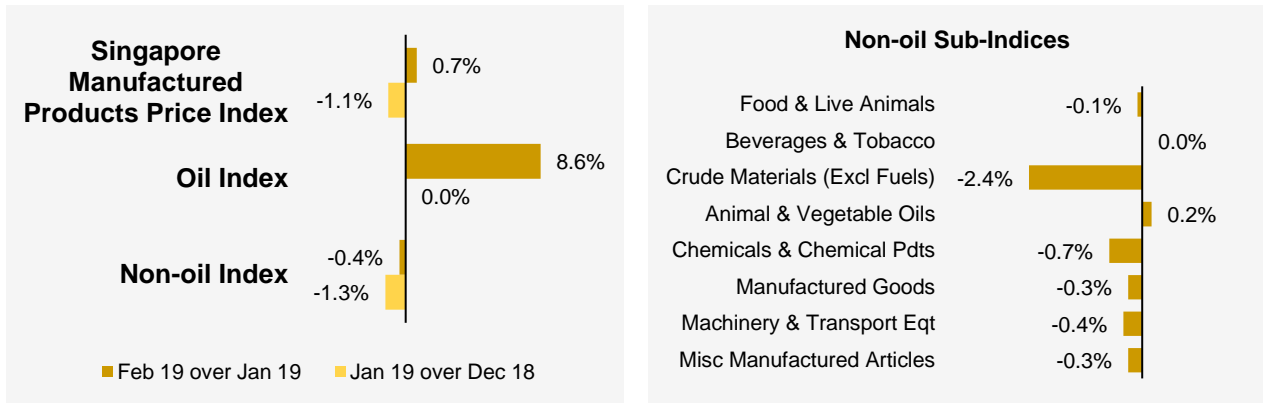 Singapore
Manufactured
Products Price Index
0.7%
-1.1%
Oil Index
8.6%
0.0%
Non-oil Index
-0.4%
-1.3%
Feb 19 over Jan 19 Jan 19 over Dec 18
Non-oil Sub-Indices
Food & Live Animals -0.1%
Beverages & Tobacco 0.0%
Crude Materials (Excl Fuels) -2.4%
Animal & Vegetable Oils 0.2%
Chemicals & Chemical Pdts -0.7%
Manufactured Goods -0.3%
Machinery & Transport Eqt -0.4%
Misc Manufactured Articles -0.3%